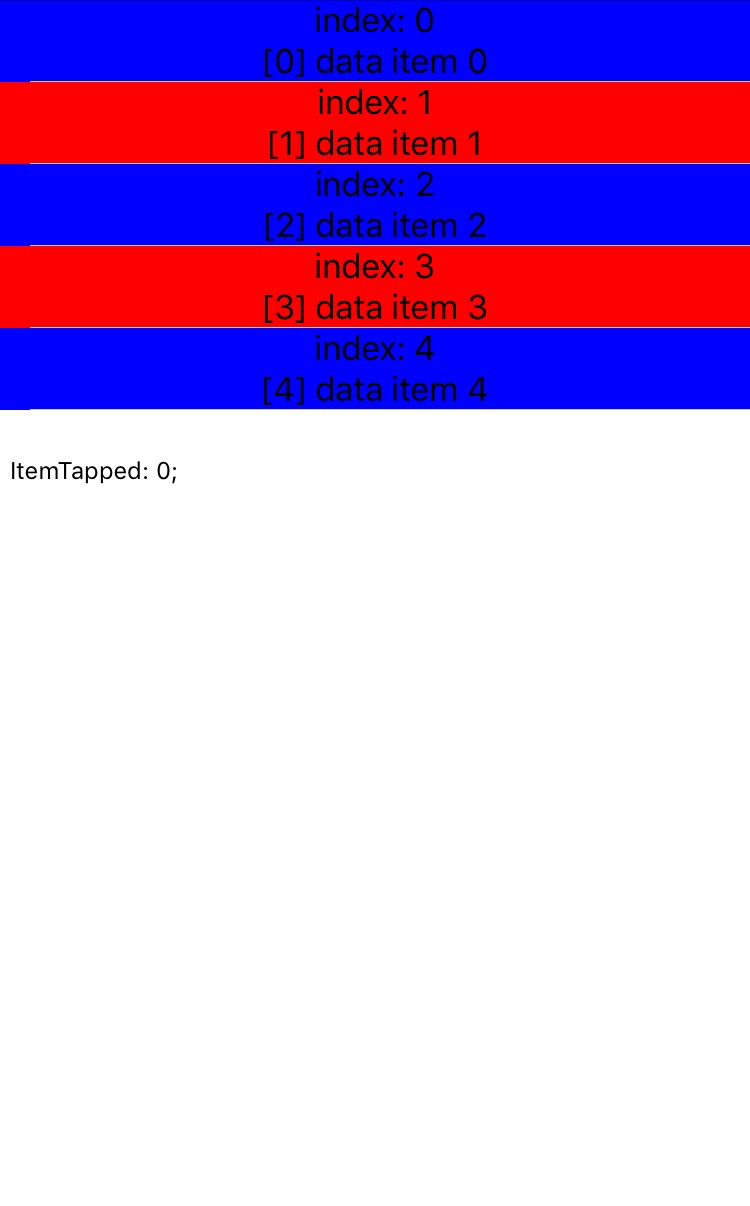 index: 0
[0] data item 0
index: 1
[1] data item 1
index: 2
[2] data item 2
index: 3
[3] data item 3
index: 4
[4] data item 4
ItemTapped: 0;